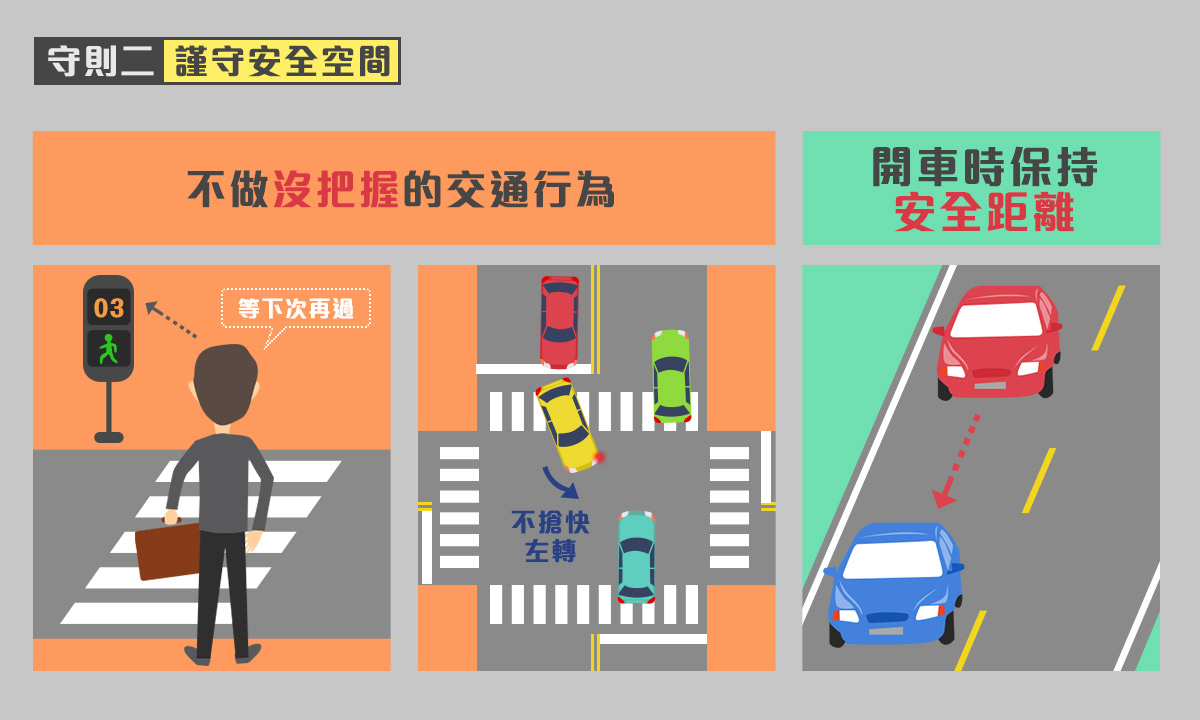 守則二 謹守安全空間
不做沒把握的交通行為
開車時保持
安全距離
03
等下次再過
不搶快
左轉